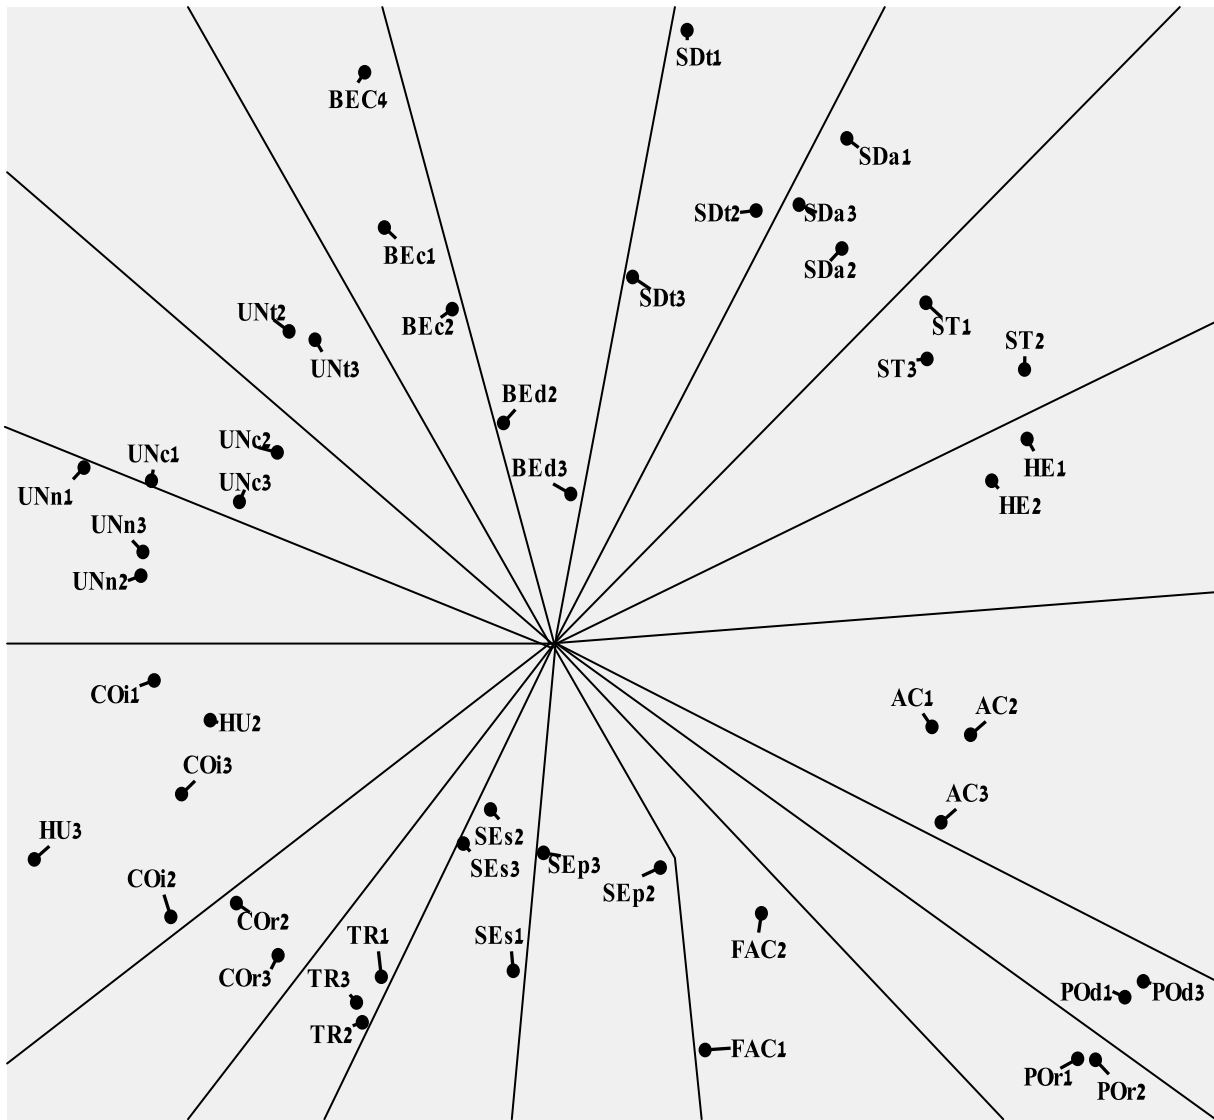 SDt1
BEC4
SDa1
SDt2
SDa3
BEc1
SDa2
SDt3
UNt2
BEc2
ST1
ST2
UNt3
ST3
BEd2
UNc2
UNc1
BEd3
HE1
UNc3
UNn1
HE2
UNn3
UNn2
COi1
AC1
AC2
HU2
COi3
AC3
HU3
SEs2
SEs3
SEp3
COi2
SEp2
COr2
TR1
SEs1
FAC2
COr3
TR3
POd1
POd3
TR2
FAC1
POr1
POr2